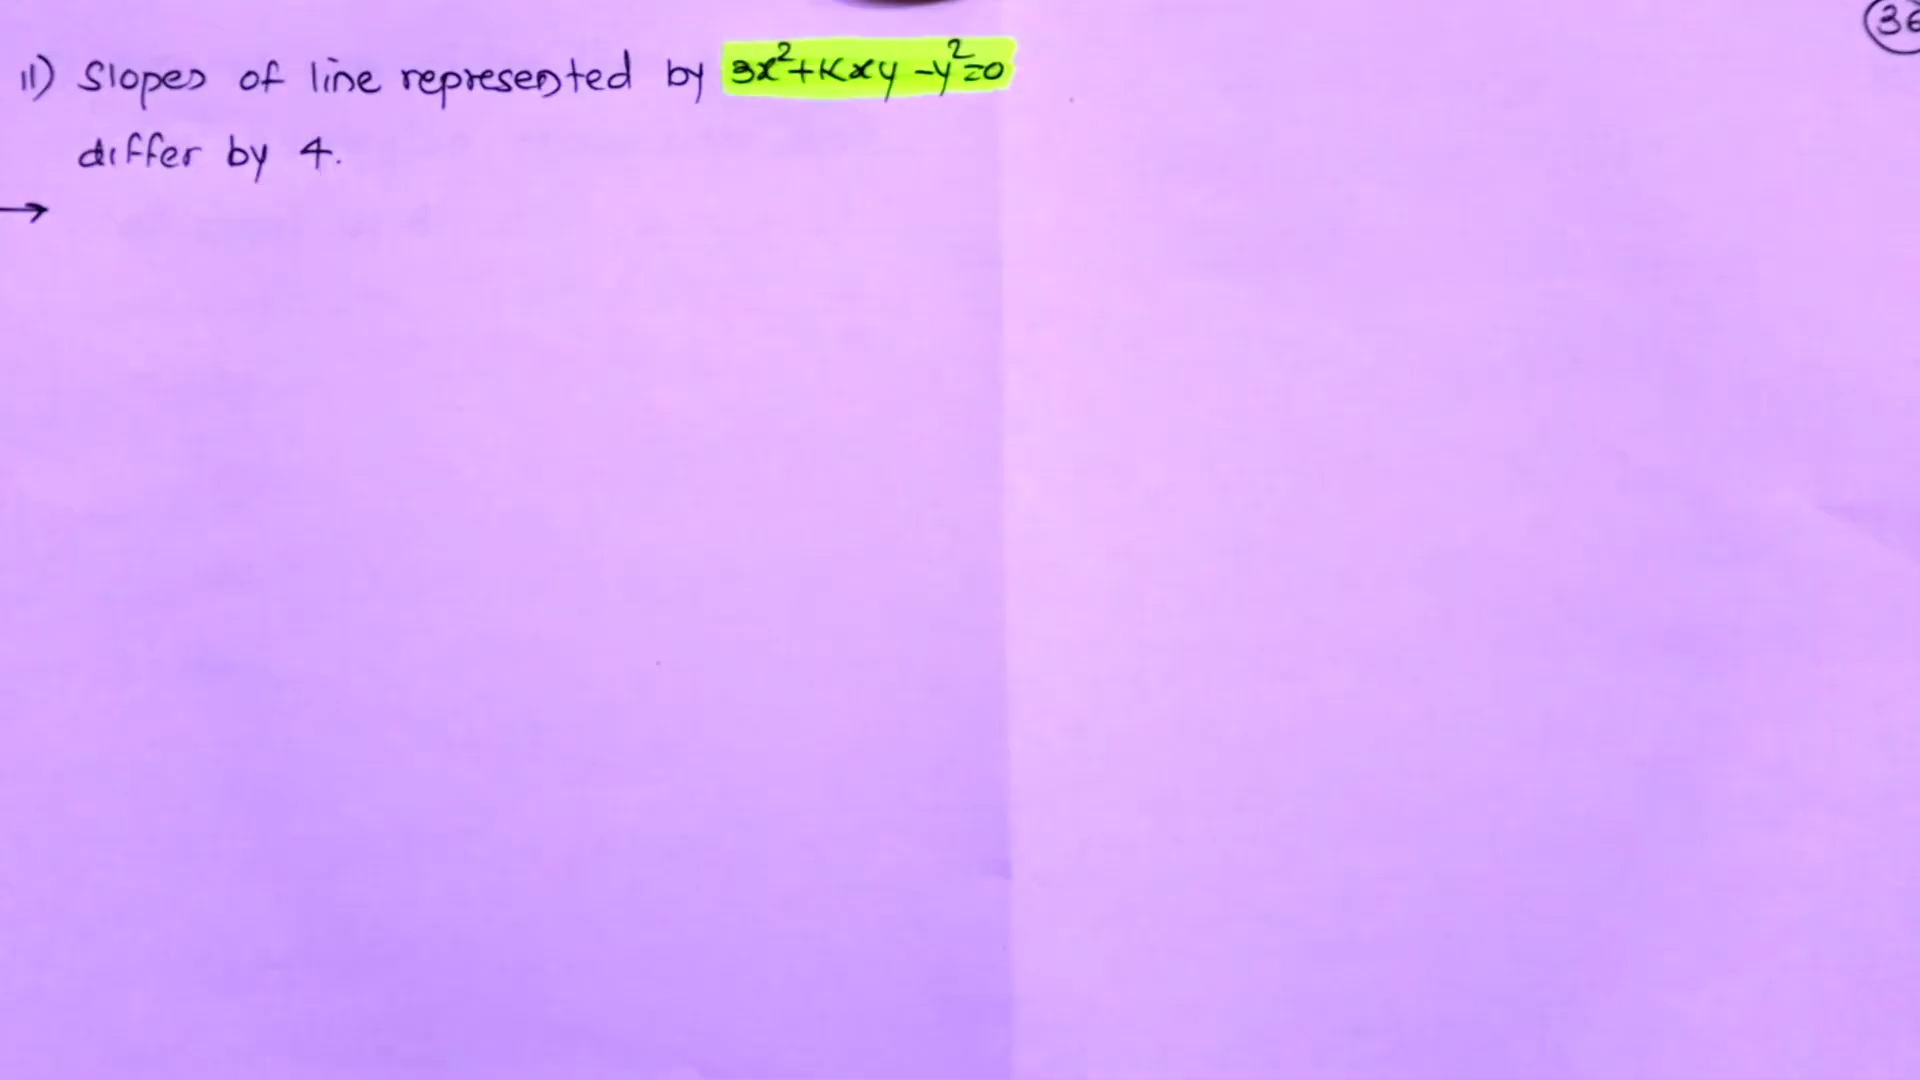 11) Slopes of line represented by 3x²+Kxy-y²=0
differ by 4.
→